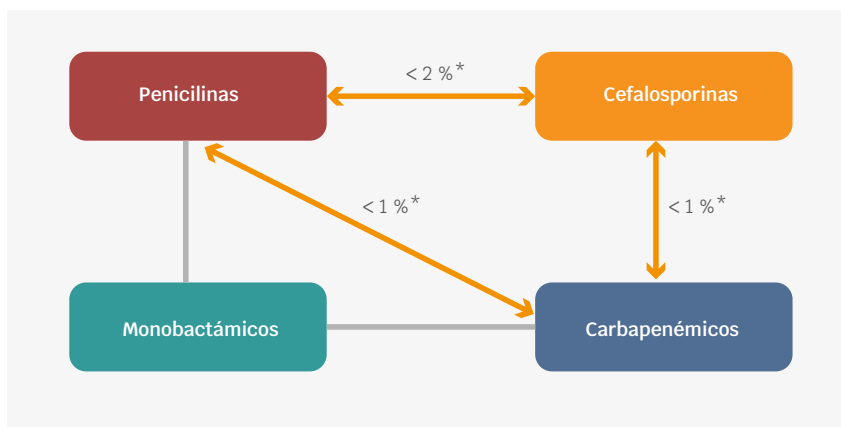 < 2 %*
Penicilinas
Cefalosporinas
< 1 %*
< 1 %*
Monobactámicos
Carbapenémicos